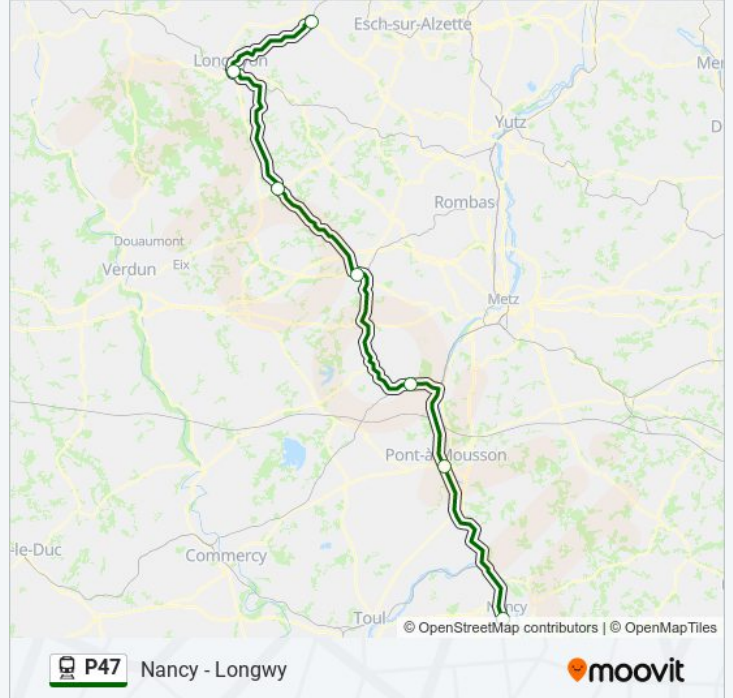 Esch-sur-Alzette
Longuyon
Yutz
Rombas
Douaumont
Verdun
Eix
Metz
Pont-à-Mousson
-le-Duc
Commercy
Toul
Nancy
© OpenStreetMap contributors | © OpenMapTiles
P47 Nancy - Longwy
moovit